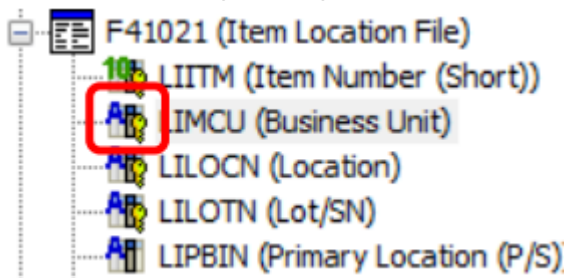 F41021 (Item Location File)
10 LIITM (Item Number (Short))
A LIMCU (Business Unit)
A LILOCN (Location)
A LILOTN (Lot/SN)
A LIPBIN (Primary Location (P/S))